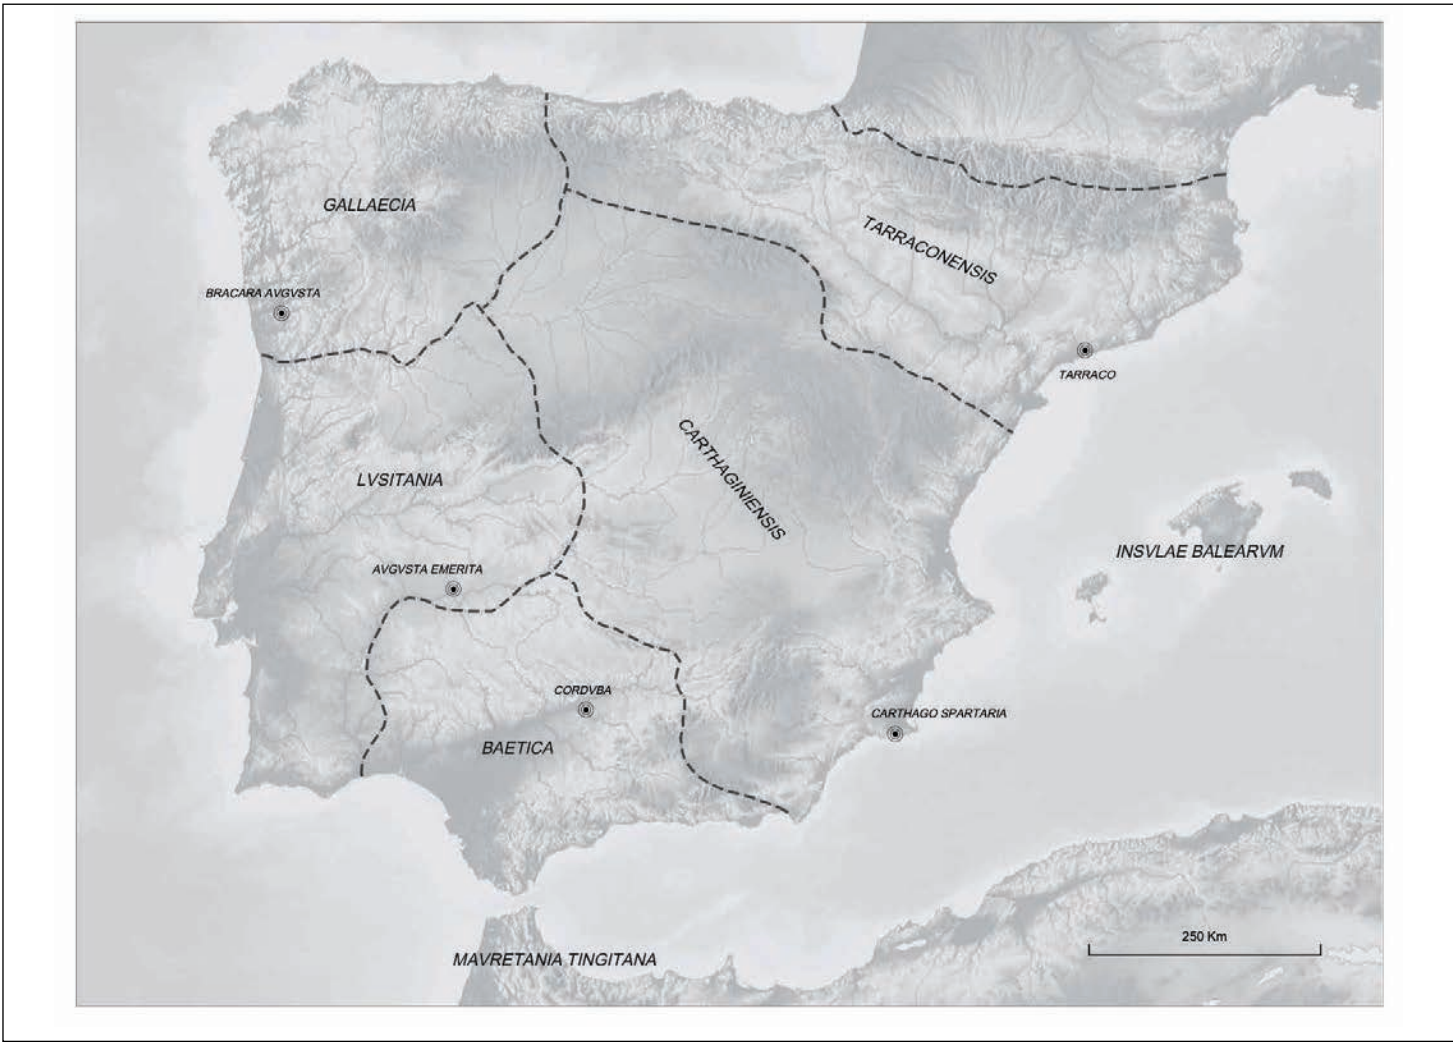 GALLAECIA
TARRACONENSIS
BRACARA AVGVSTA
TARRACO
CARTHAGINIENSIS
LVSITANIA
INSVLAE BALEARVM
AVGVSTA EMERITA
CORDVBA
CARTHAGO SPARTARIA
BAETICA
250 Km
MAVRETANIA TINGITANA